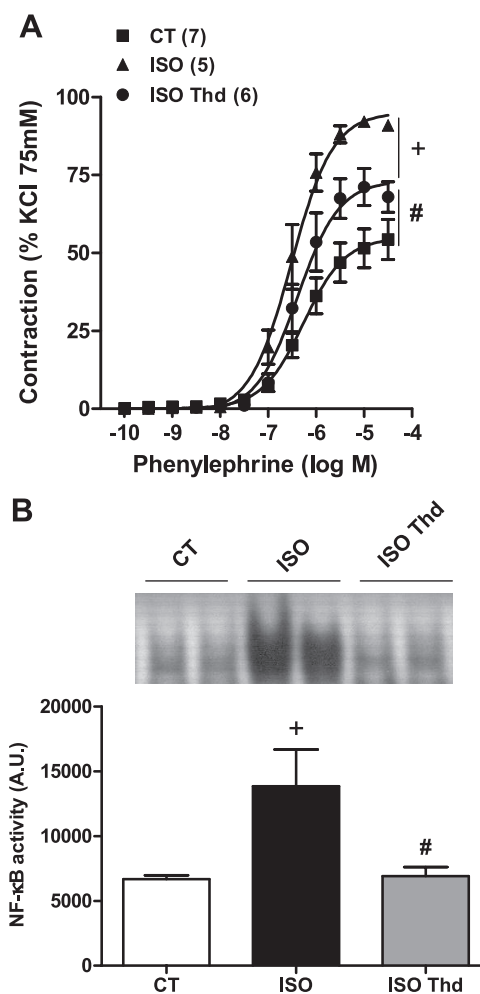 A
CT (7)
ISO (5)
ISO Thd (6)
100
75
50
25
0
Contraction (% KCl 75mM)
+
#
-10 -9 -8 -7 -6 -5 -4
Phenylephrine (log M)
B
CT ISO ISO Thd
20000
15000
10000
5000
0
NF-κB activity (A.U.)
+
#
CT ISO ISO Thd